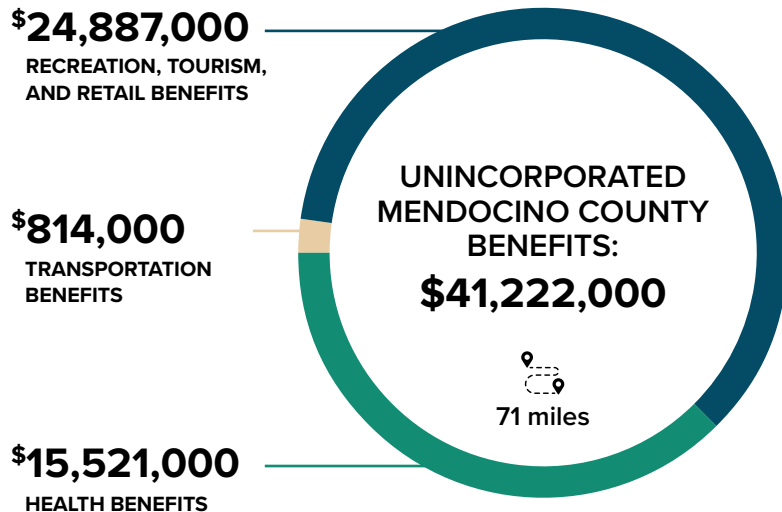 $24,887,000
RECREATION, TOURISM,
AND RETAIL BENEFITS
$814,000
TRANSPORTATION
BENEFITS
$15,521,000
HEALTH BENEFITS
UNINCORPORATED
MENDOCINO COUNTY
BENEFITS:
$41,222,000
71 miles